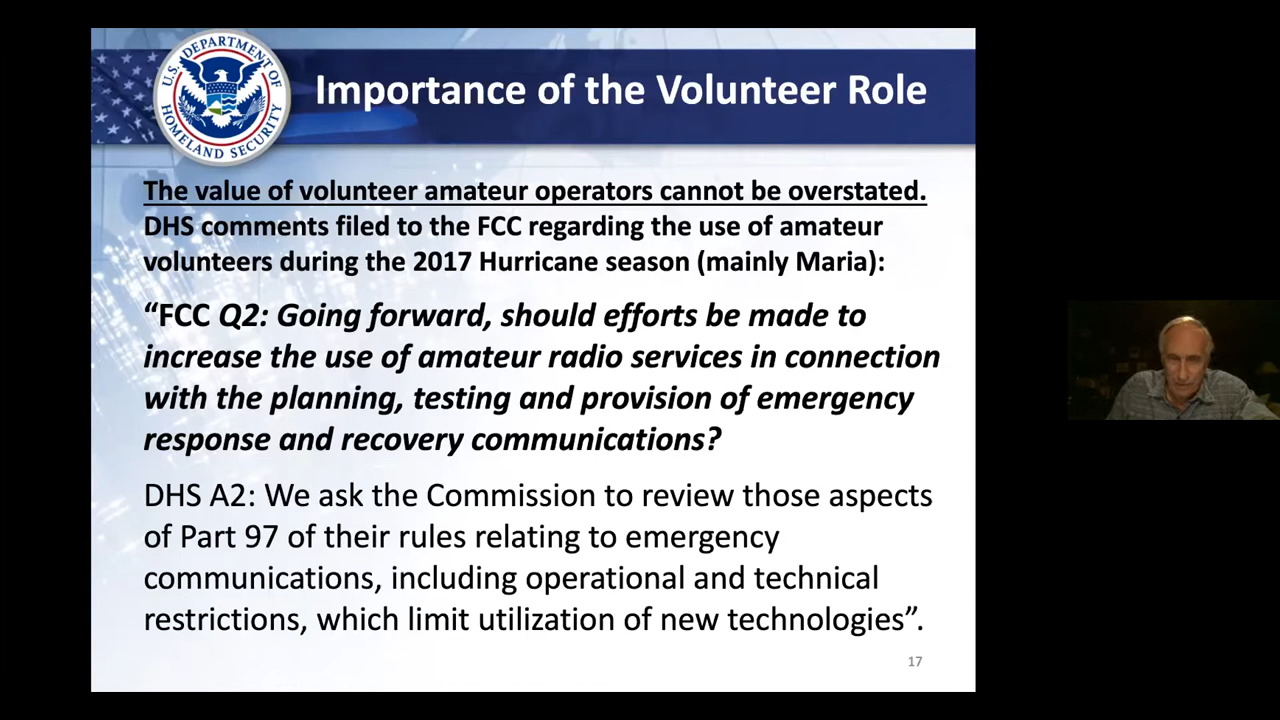 U.S. DEPARTMENT OF
HOMELAND SECURITY
Importance of the Volunteer Role
The value of volunteer amateur operators cannot be overstated.
DHS comments filed to the FCC regarding the use of amateur
volunteers during the 2017 Hurricane season (mainly Maria):
“FCC Q2: Going forward, should efforts be made to
increase the use of amateur radio services in connection
with the planning, testing and provision of emergency
response and recovery communications?
DHS A2: We ask the Commission to review those aspects
of Part 97 of their rules relating to emergency
communications, including operational and technical
restrictions, which limit utilization of new technologies”.
17